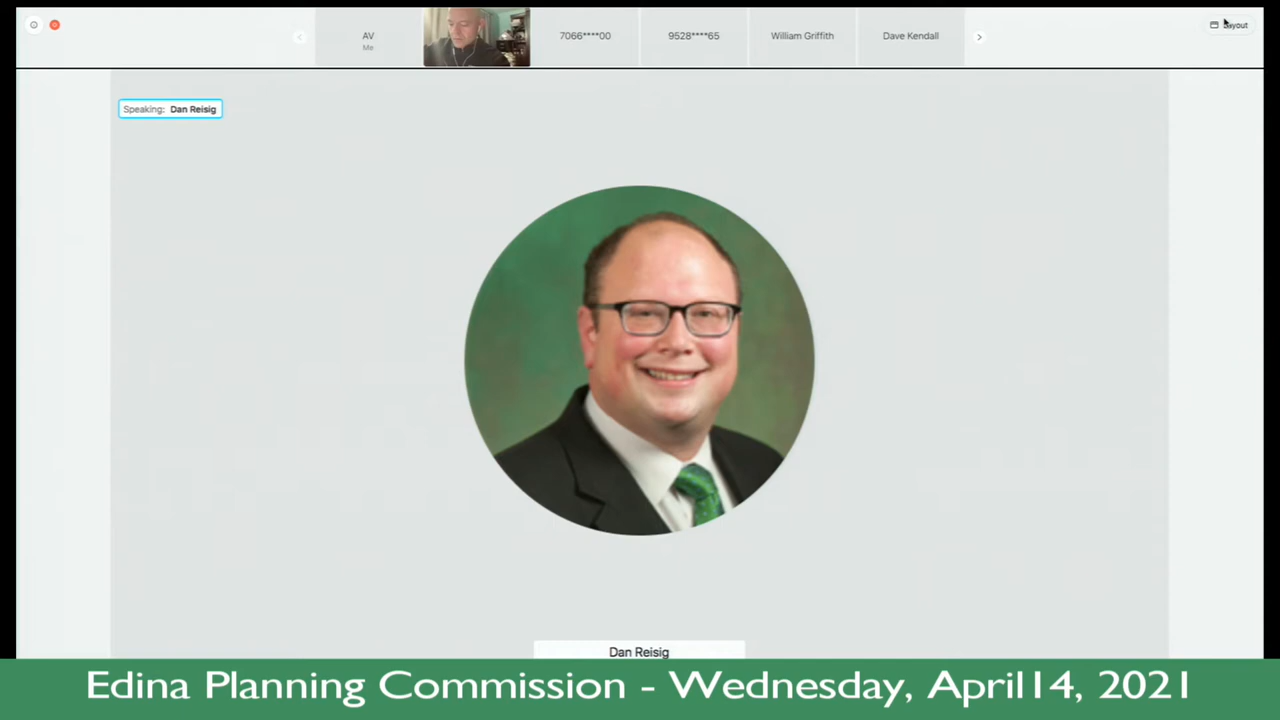 AV
Me
7066****00
9528****65
William Griffith
Dave Kendall
Layout
Speaking: Dan Reisig
Dan Reisig
Edina Planning Commission - Wednesday, April14, 2021